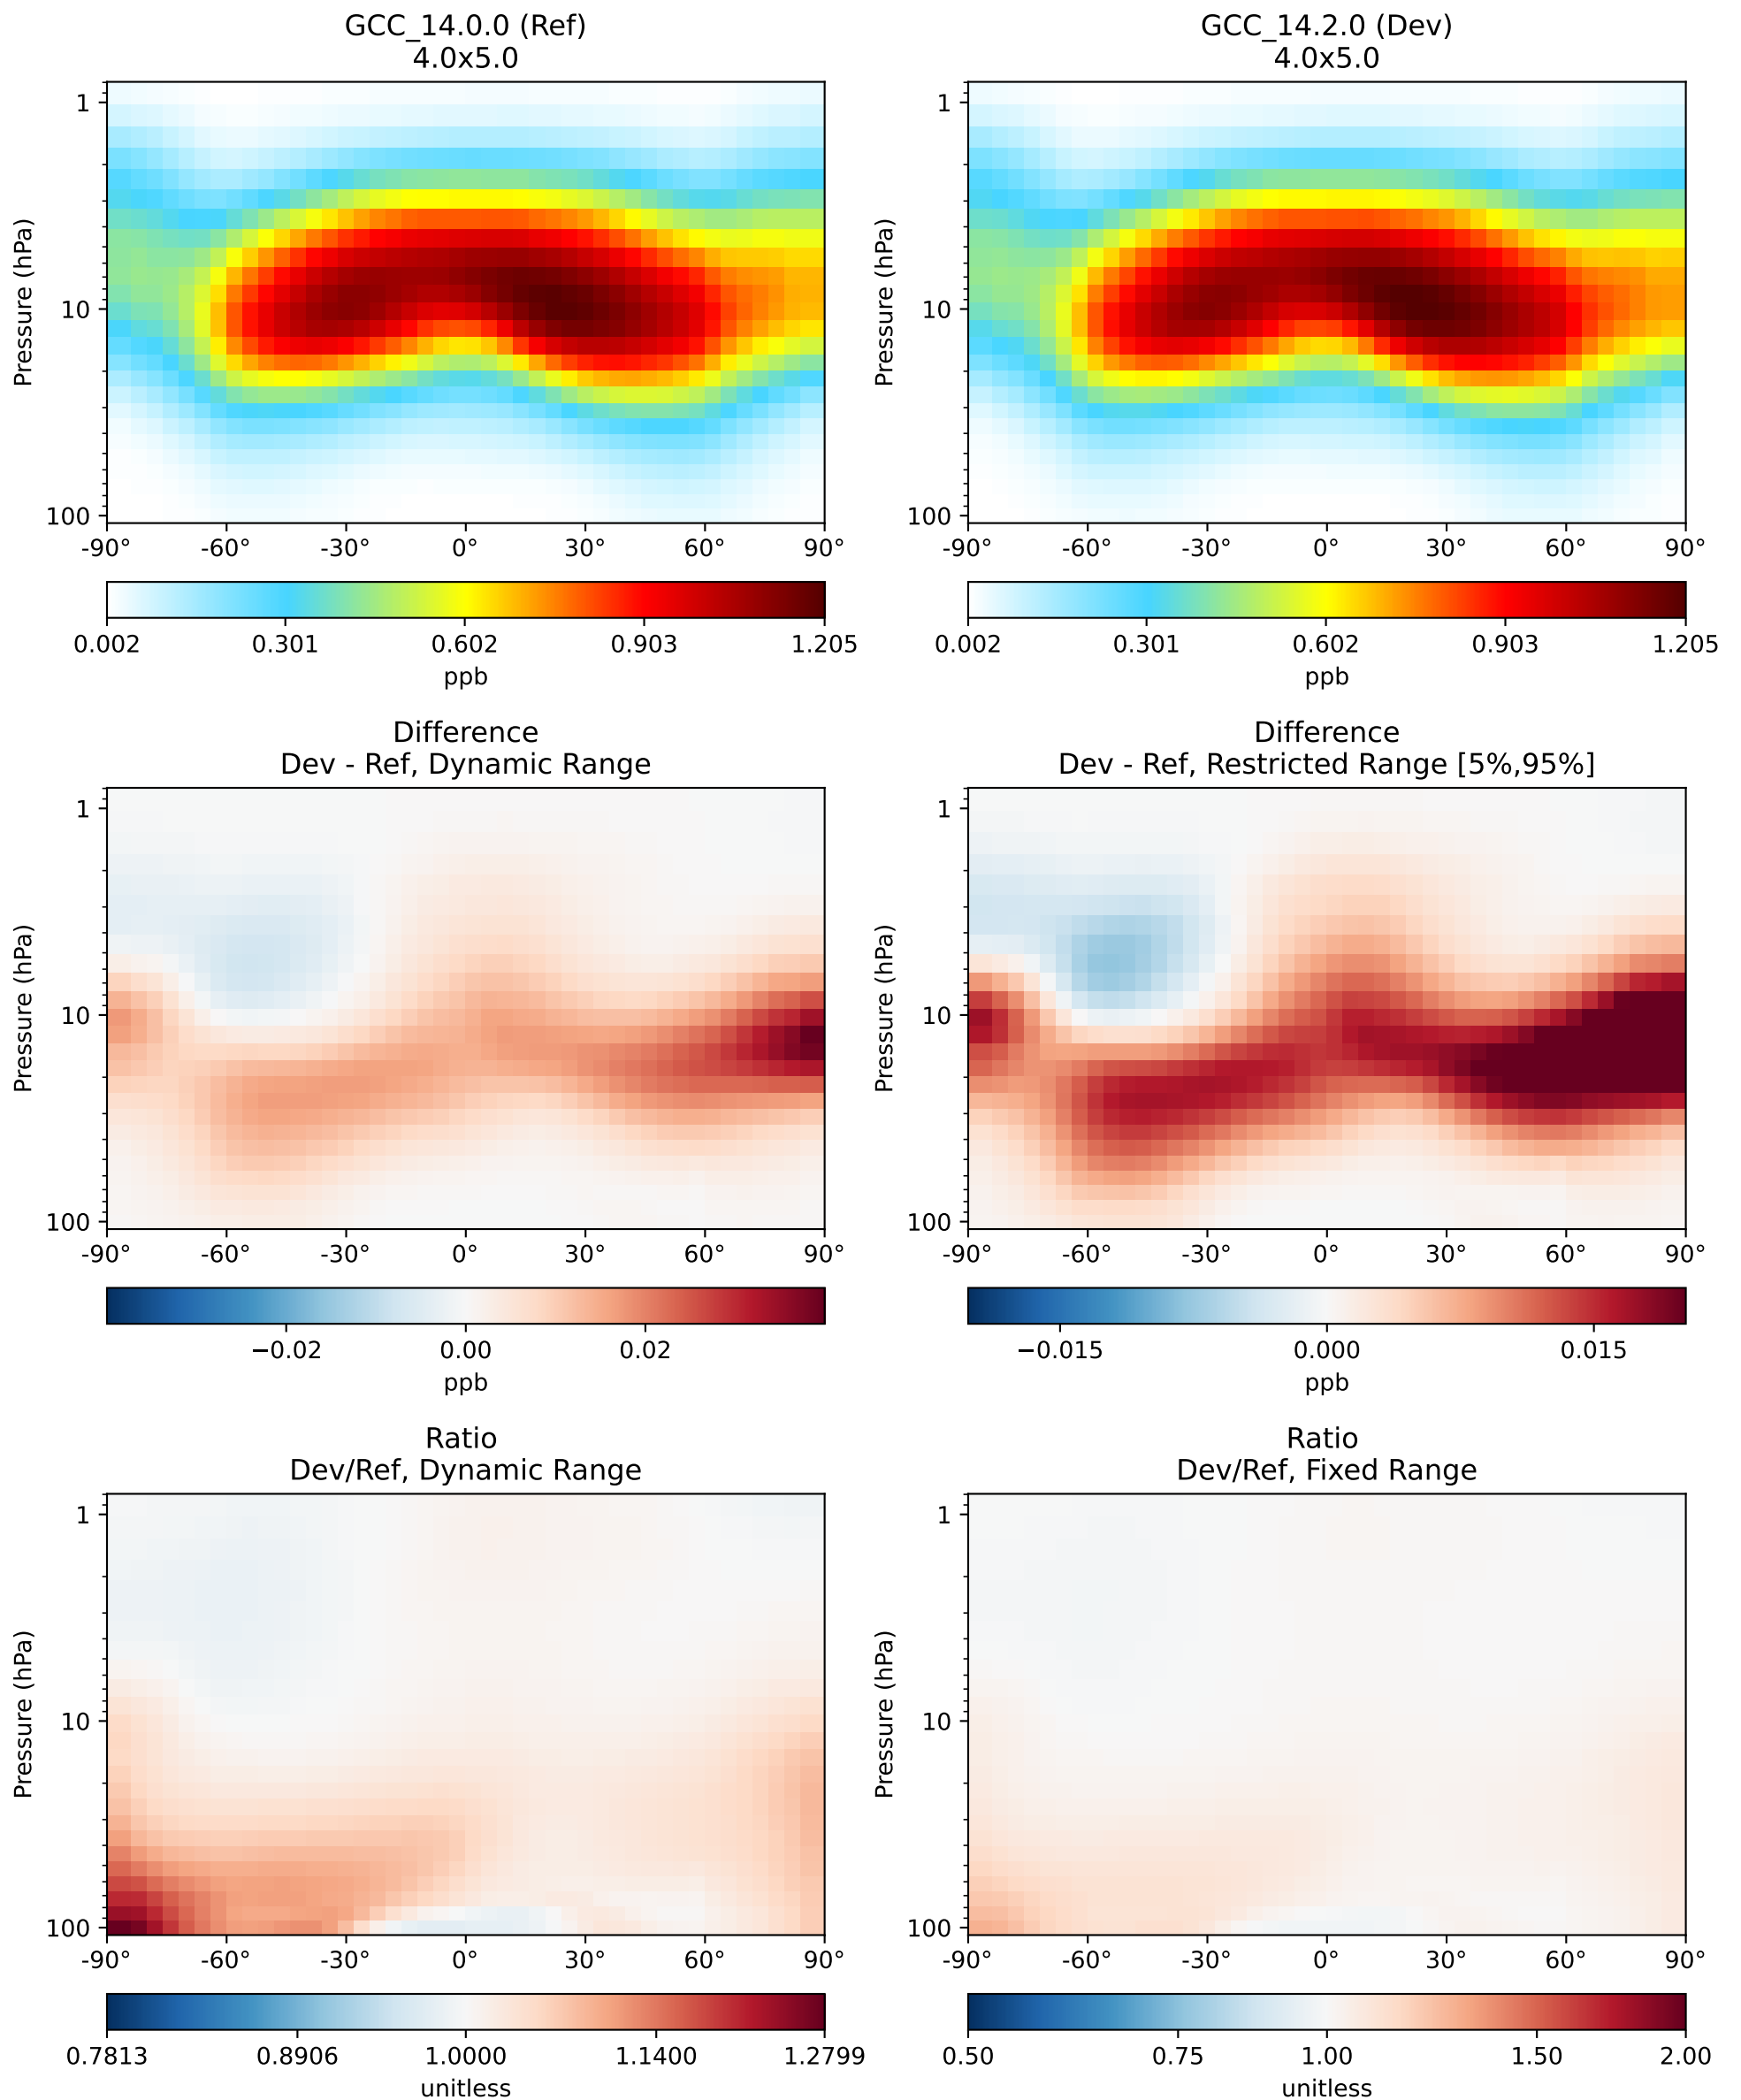 GCC_14.0.0 (Ref)
4.0x5.0
Pressure (hPa)
1
10
100
-90° -60° -30° 0° 30° 60° 90°
0.002 0.301 0.602 0.903 1.205
ppb
GCC_14.2.0 (Dev)
4.0x5.0
Pressure (hPa)
1
10
100
-90° -60° -30° 0° 30° 60° 90°
0.002 0.301 0.602 0.903 1.205
ppb
Difference
Dev - Ref, Dynamic Range
Pressure (hPa)
1
10
100
-90° -60° -30° 0° 30° 60° 90°
−0.02 0.00 0.02
ppb
Difference
Dev - Ref, Restricted Range [5%,95%]
Pressure (hPa)
1
10
100
-90° -60° -30° 0° 30° 60° 90°
−0.015 0.000 0.015
ppb
Ratio
Dev/Ref, Dynamic Range
Pressure (hPa)
1
10
100
-90° -60° -30° 0° 30° 60° 90°
0.7813 0.8906 1.0000 1.1400 1.2799
unitless
Ratio
Dev/Ref, Fixed Range
Pressure (hPa)
1
10
100
-90° -60° -30° 0° 30° 60° 90°
0.50 0.75 1.00 1.50 2.00
unitless